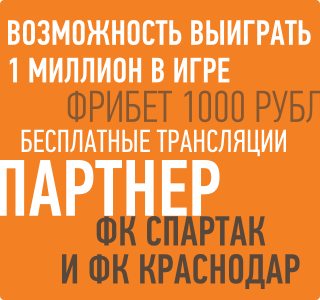 ВОЗМОЖНОСТЬ ВЫИГРАТЬ
1 МИЛЛИОН В ИГРЕ
ФРИБЕТ 1000 РУБЛ
БЕСПЛАТНЫЕ ТРАНСЛЯЦИИ
ПАРТНЕР
ФК СПАРТАК
И ФК КРАСНОДАР